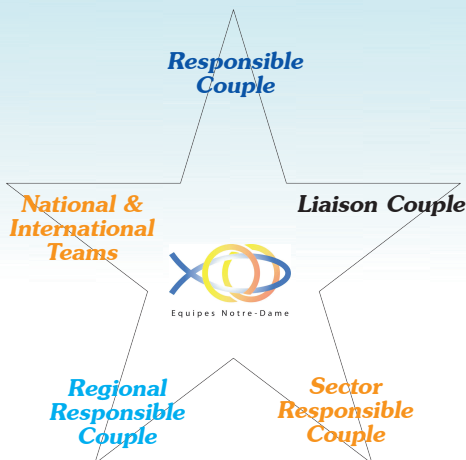 Responsible
Couple
National &
International
Teams
Liaison Couple
Equipes Notre-Dame
Regional
Responsible
Couple
Sector
Responsible
Couple